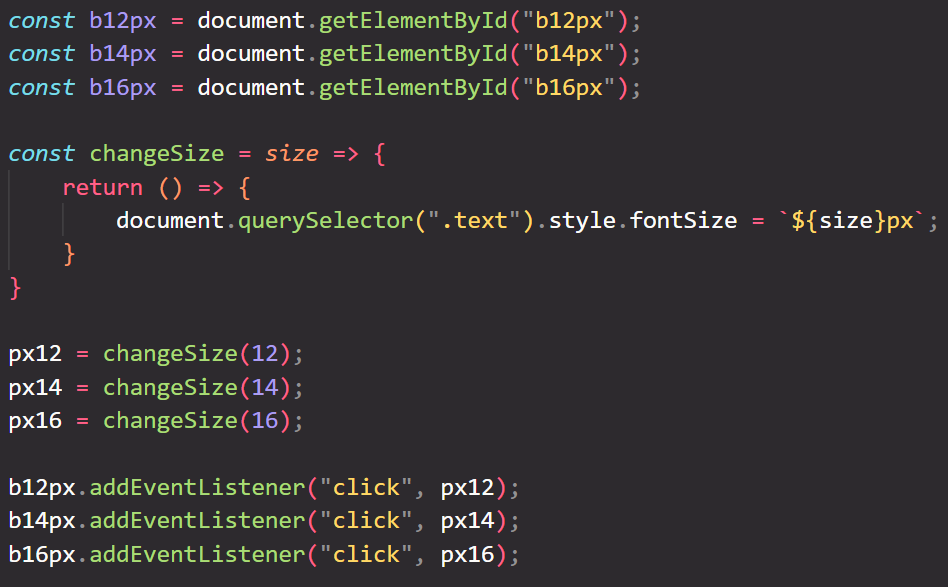 const b12px = document.getElementById("b12px");
const b14px = document.getElementById("b14px");
const b16px = document.getElementById("b16px");
const changeSize = size => {
return () => {
document.querySelector(".text").style.fontSize = `${size}px`;
}
}
px12 = changeSize(12);
px14 = changeSize(14);
px16 = changeSize(16);
b12px.addEventListener("click", px12);
b14px.addEventListener("click", px14);
b16px.addEventListener("click", px16);